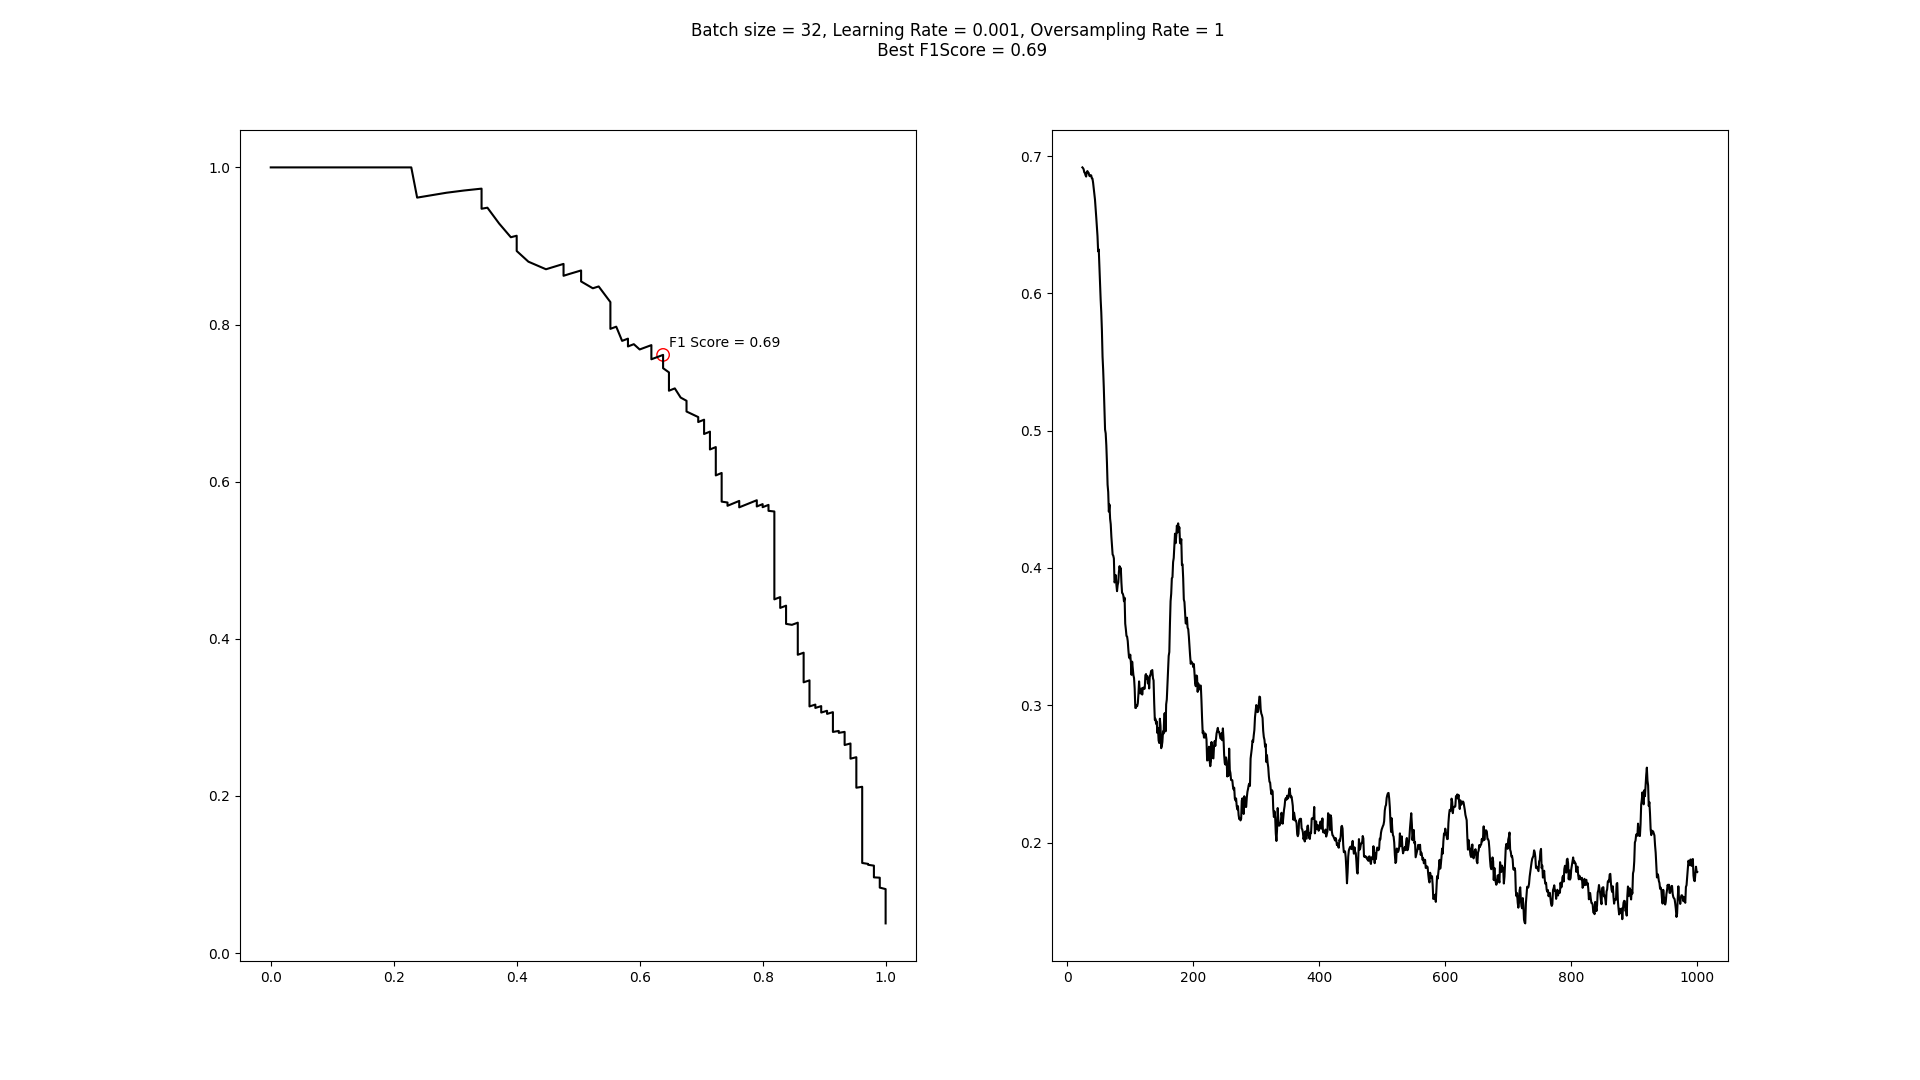 Batch size = 32, Learning Rate = 0.001, Oversampling Rate = 1
Best F1Score = 0.69
1.0
0.8
0.6
0.4
0.2
0.0
F1 Score = 0.69
0.0 0.2 0.4 0.6 0.8 1.0
0.7
0.6
0.5
0.4
0.3
0.2
0 200 400 600 800 1000